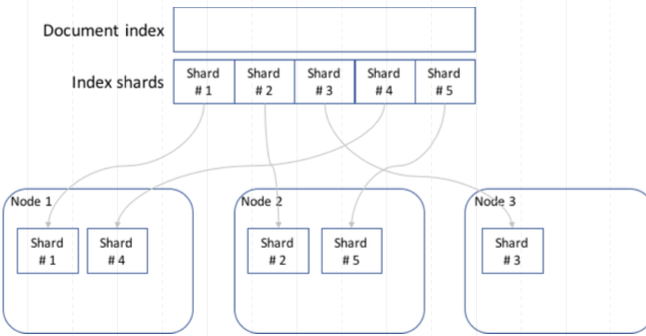 Document index
Index shards
Shard Shard Shard Shard Shard
# 1 # 2 # 3 # 4 # 5
Node 1
Node 2
Node 3
Shard Shard
# 1 # 4
Shard Shard
# 2 # 5
Shard
# 3